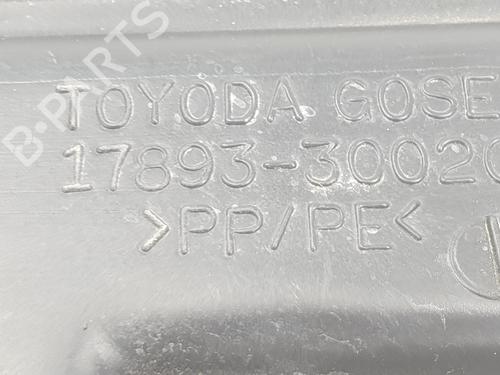 B-PARTS
TOYODA GOSE
17893-30020
>PP/PE<